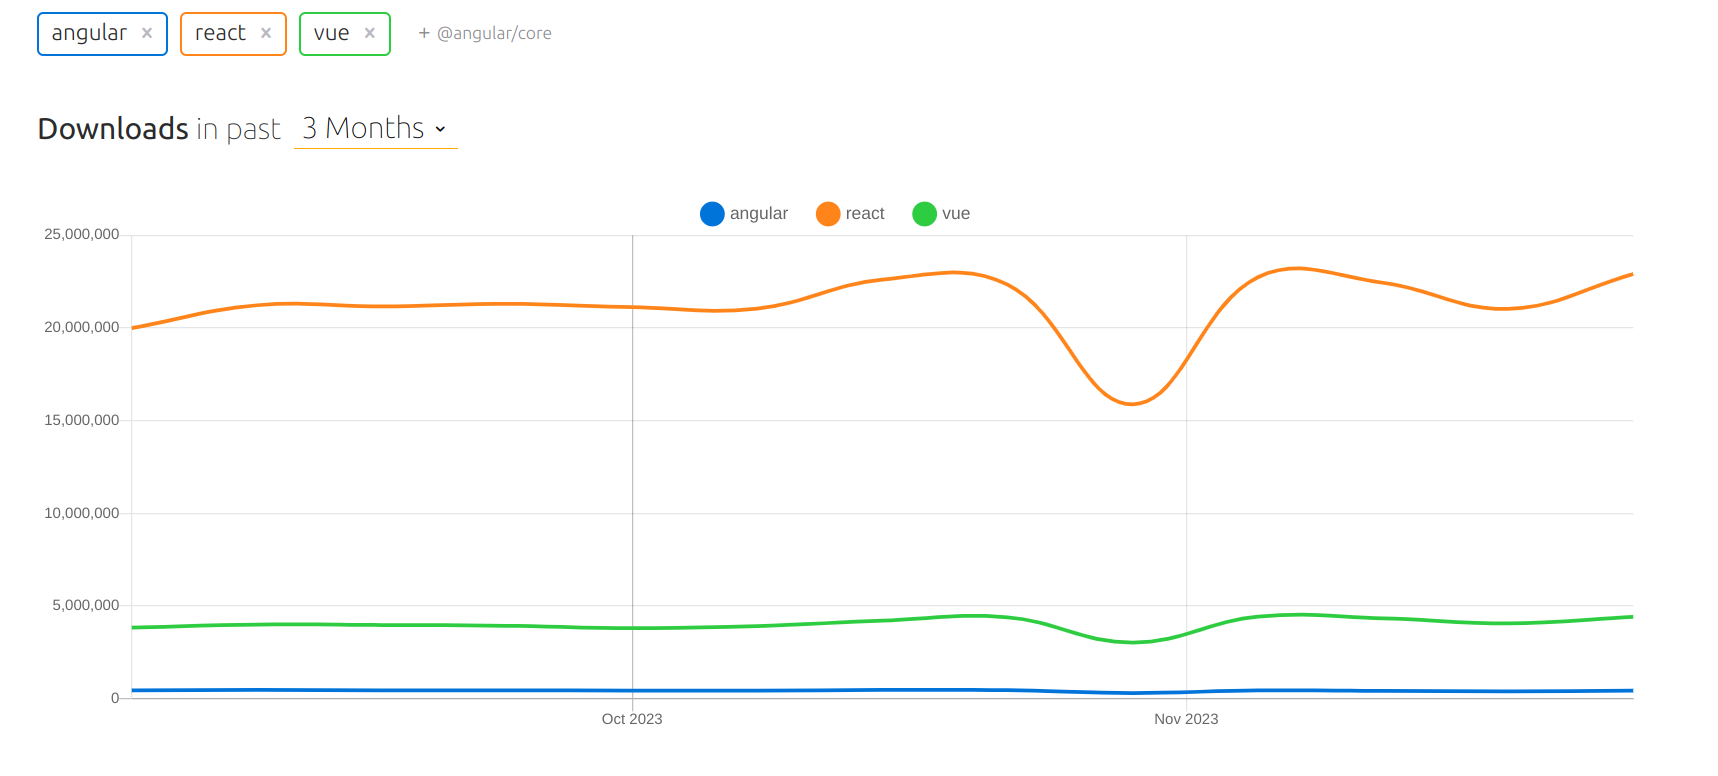 angular × react × vue × + @angular/core
Downloads in past 3 Months
angular react vue
25,000,000
20,000,000
15,000,000
10,000,000
5,000,000
0
Oct 2023 Nov 2023